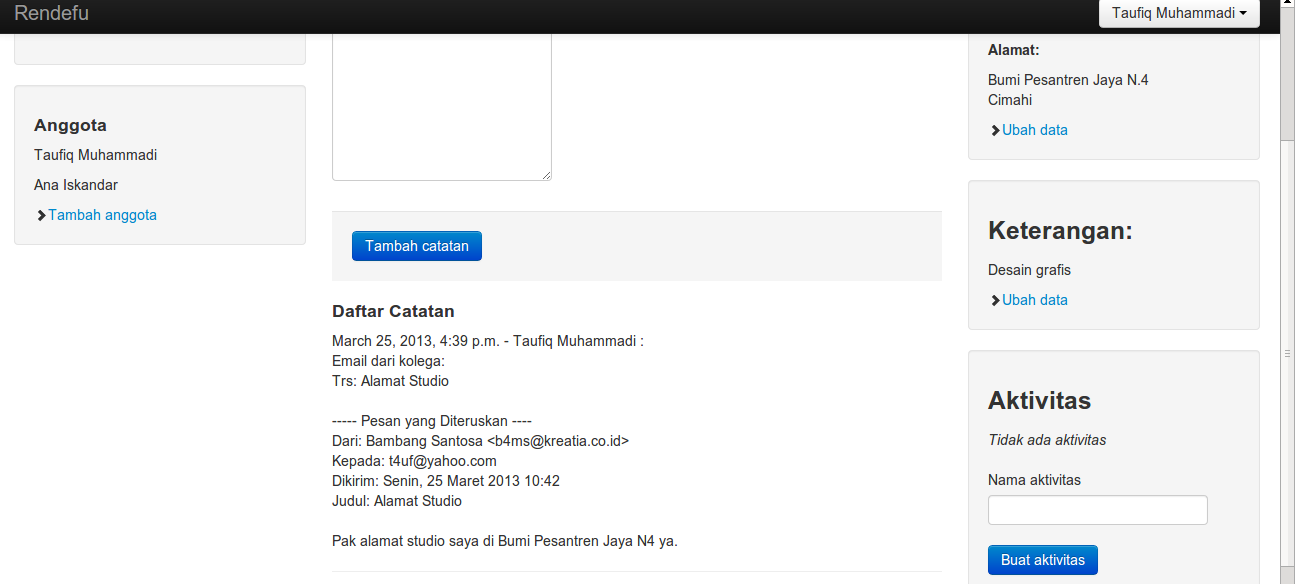 Rendefu
Taufiq Muhammadi
Anggota
Taufiq Muhammadi
Ana Iskandar
Tambah anggota
Tambah catatan
Daftar Catatan
March 25, 2013, 4:39 p.m. - Taufiq Muhammadi :
Email dari kolega:
Trs: Alamat Studio
----- Pesan yang Diteruskan ----
Dari: Bambang Santosa <b4ms@kreatia.co.id>
Kepada: t4uf@yahoo.com
Dikirim: Senin, 25 Maret 2013 10:42
Judul: Alamat Studio
Pak alamat studio saya di Bumi Pesantren Jaya N4 ya.
Alamat:
Bumi Pesantren Jaya N.4
Cimahi
Ubah data
Keterangan:
Desain grafis
Ubah data
Aktivitas
Tidak ada aktivitas
Nama aktivitas
Buat aktivitas